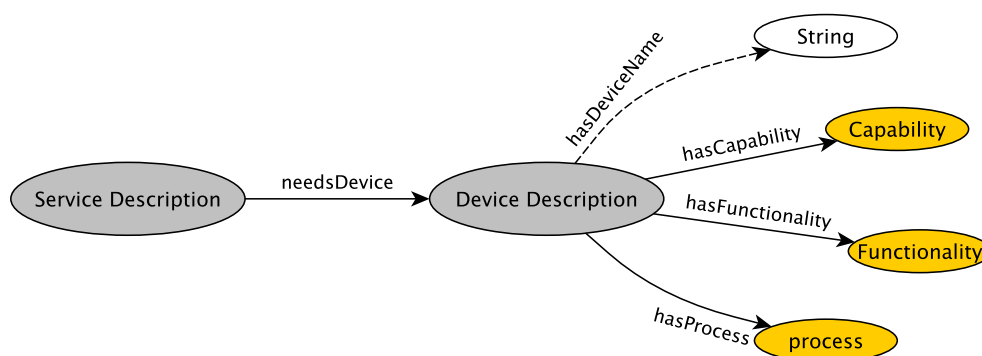 String
hasDeviceName
Capability
hasCapability
needsDevice
Service Description
Device Description
hasFunctionality
Functionality
hasProcess
process